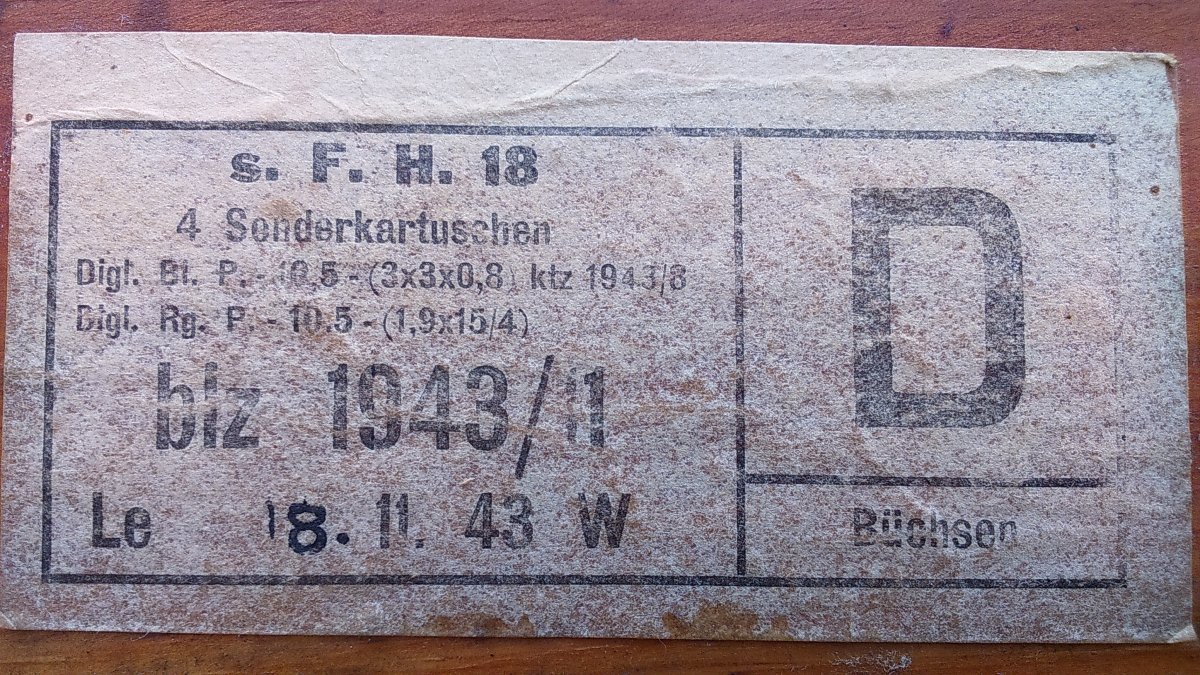 s. F. H. 18
4 Sonderkartuschen
Digl. Bl. P. - 10,5 - (3x3x0,8) ktz 1943/8
Digl. Rg. P. - 10.5 - (1,9x15/4)
blz 1943/11
Le 18. 11. 43 W
D
Büchsen